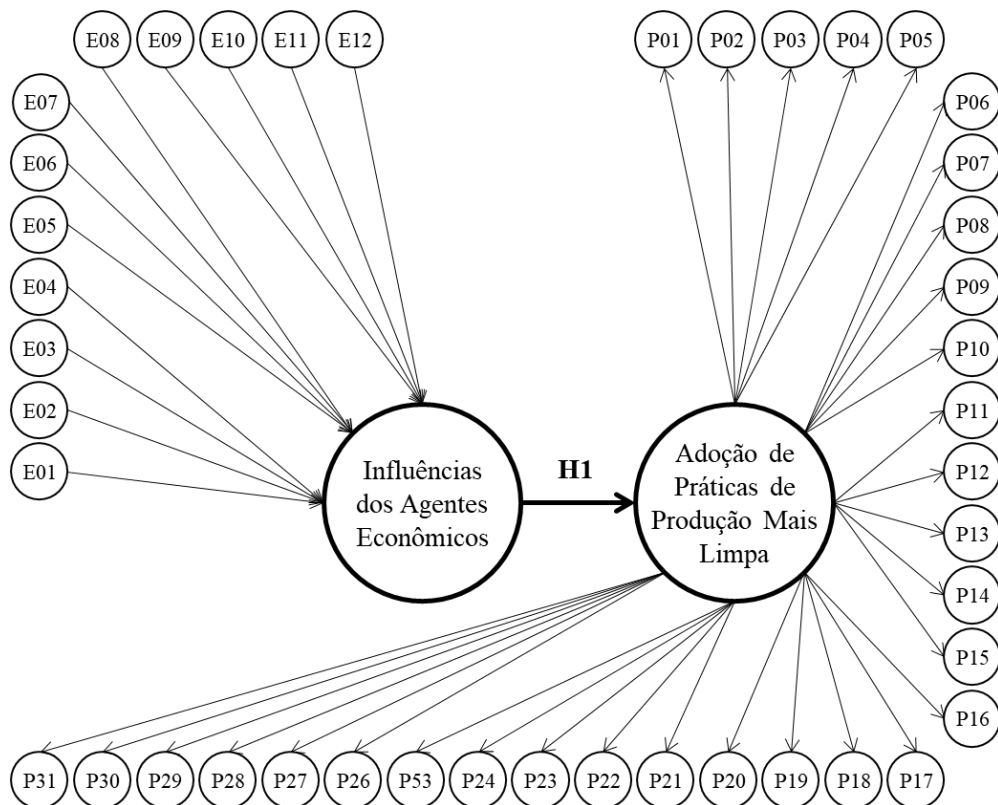 E08 E09 E10 E11 E12 P01 P02 P03 P04 P05
E07
P06
E06
P07
E05
P08
E04
P09
E03
P10
E02
P11
E01
P12
Influências
dos Agentes
Econômicos
H1
Adoção de
Práticas de
Produção Mais
Limpa
P13
P14
P15
P16
P31 P30 P29 P28 P27 P26 P53 P24 P23 P22 P21 P20 P19 P18 P17